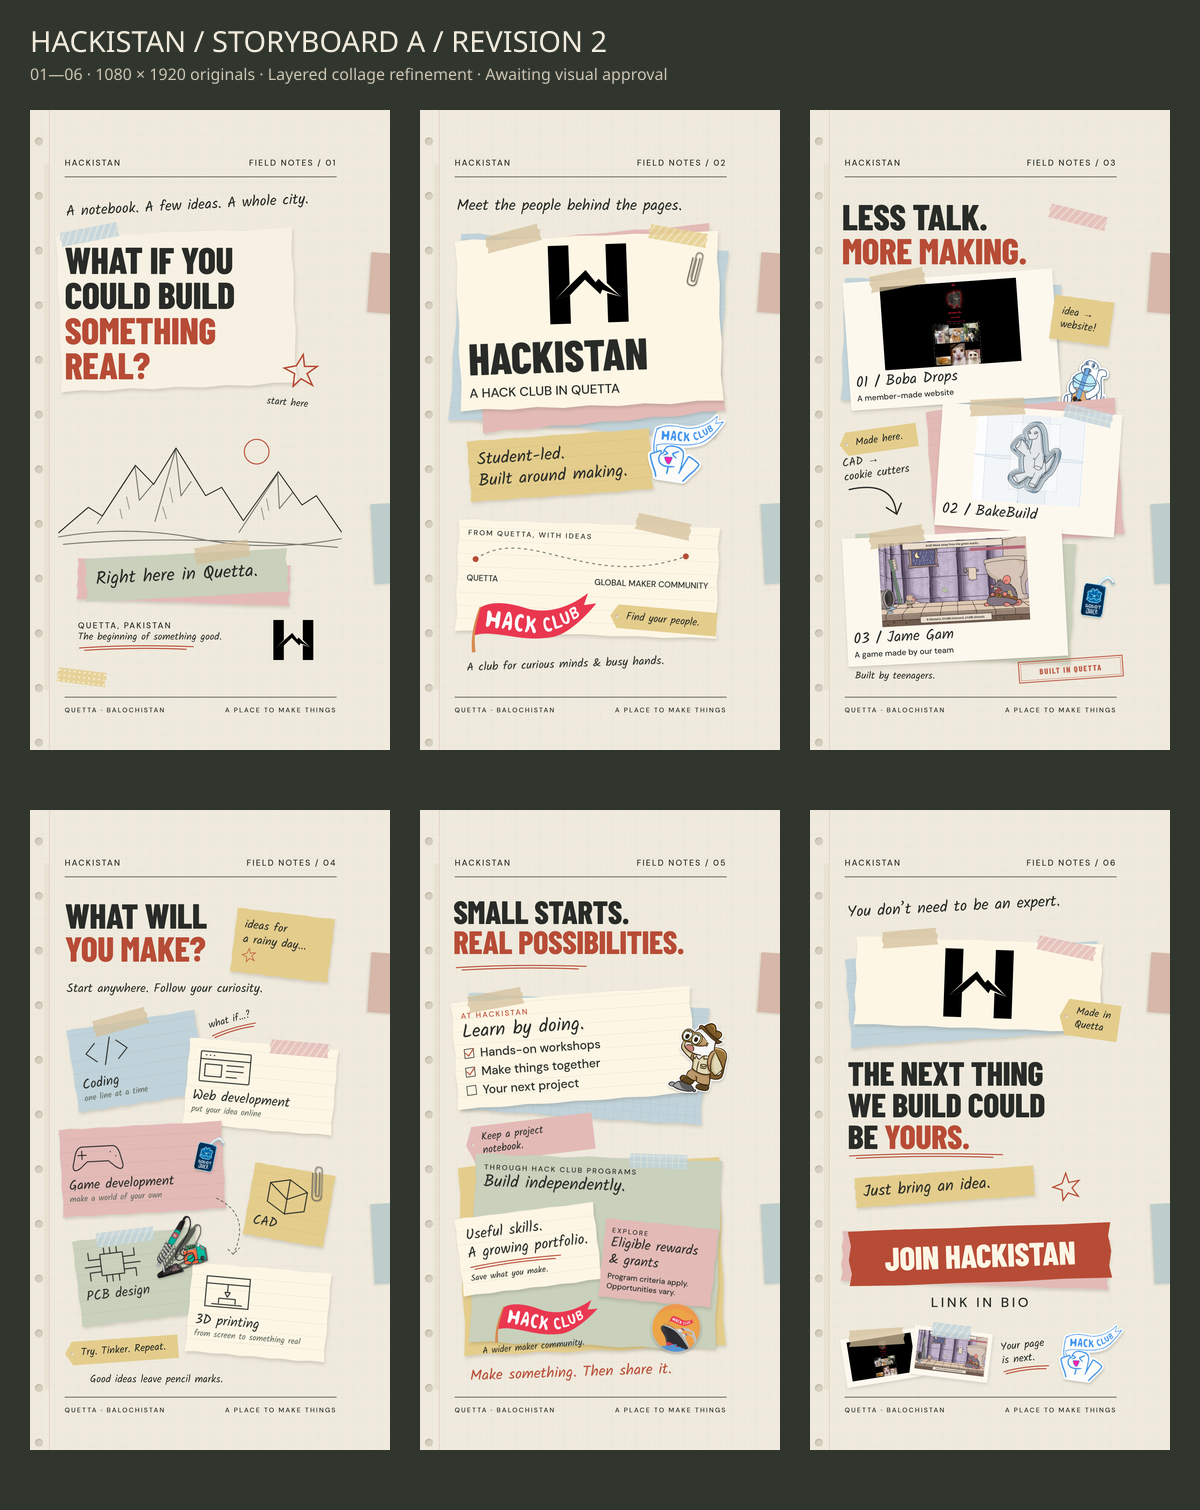 HACKISTAN / STORYBOARD A / REVISION 2
01—06 · 1080 × 1920 originals · Layered collage refinement · Awaiting visual approval
HACKISTAN
FIELD NOTES / 01
A notebook. A few ideas. A whole city.
WHAT IF YOU
COULD BUILD
SOMETHING
REAL?
start here
Right here in Quetta.
QUETTA, PAKISTAN
The beginning of something good.
QUETTA · BALOCHISTAN
A PLACE TO MAKE THINGS
HACKISTAN
FIELD NOTES / 02
Meet the people behind the pages.
HACKISTAN
A HACK CLUB IN QUETTA
Student-led.
Built around making.
HACK CLUB
FROM QUETTA, WITH IDEAS
QUETTA
GLOBAL MAKER COMMUNITY
HACK CLUB
Find your people.
A club for curious minds & busy hands.
QUETTA · BALOCHISTAN
A PLACE TO MAKE THINGS
HACKISTAN
FIELD NOTES / 03
LESS TALK.
MORE MAKING.
idea →
website!
01 / Boba Drops
A member-made website
Made here.
CAD →
cookie cutters
02 / BakeBuild
03 / Jame Gam
A game made by our team
Built by teenagers.
BUILT IN QUETTA
QUETTA · BALOCHISTAN
A PLACE TO MAKE THINGS
HACKISTAN
FIELD NOTES / 04
WHAT WILL
YOU MAKE?
ideas for
a rainy day...
Start anywhere. Follow your curiosity.
what if...?
</>
Coding
one line at a time
Web development
put your idea online
Game development
make a world of your own
CAD
PCB design
3D printing
from screen to something real
Try. Tinker. Repeat.
Good ideas leave pencil marks.
QUETTA · BALOCHISTAN
A PLACE TO MAKE THINGS
HACKISTAN
FIELD NOTES / 05
SMALL STARTS.
REAL POSSIBILITIES.
AT HACKISTAN
Learn by doing.
Hands-on workshops
Make things together
Your next project
Keep a project
notebook.
THROUGH HACK CLUB PROGRAMS
Build independently.
Useful skills.
A growing portfolio.
Save what you make.
EXPLORE
Eligible rewards
& grants
Program criteria apply.
Opportunities vary.
HACK CLUB
A wider maker community.
Make something. Then share it.
QUETTA · BALOCHISTAN
A PLACE TO MAKE THINGS
HACKISTAN
FIELD NOTES / 06
You don't need to be an expert.
Made in
Quetta
THE NEXT THING
WE BUILD COULD
BE YOURS.
Just bring an idea.
JOIN HACKISTAN
LINK IN BIO
Your page
is next.
HACK CLUB
QUETTA · BALOCHISTAN
A PLACE TO MAKE THINGS